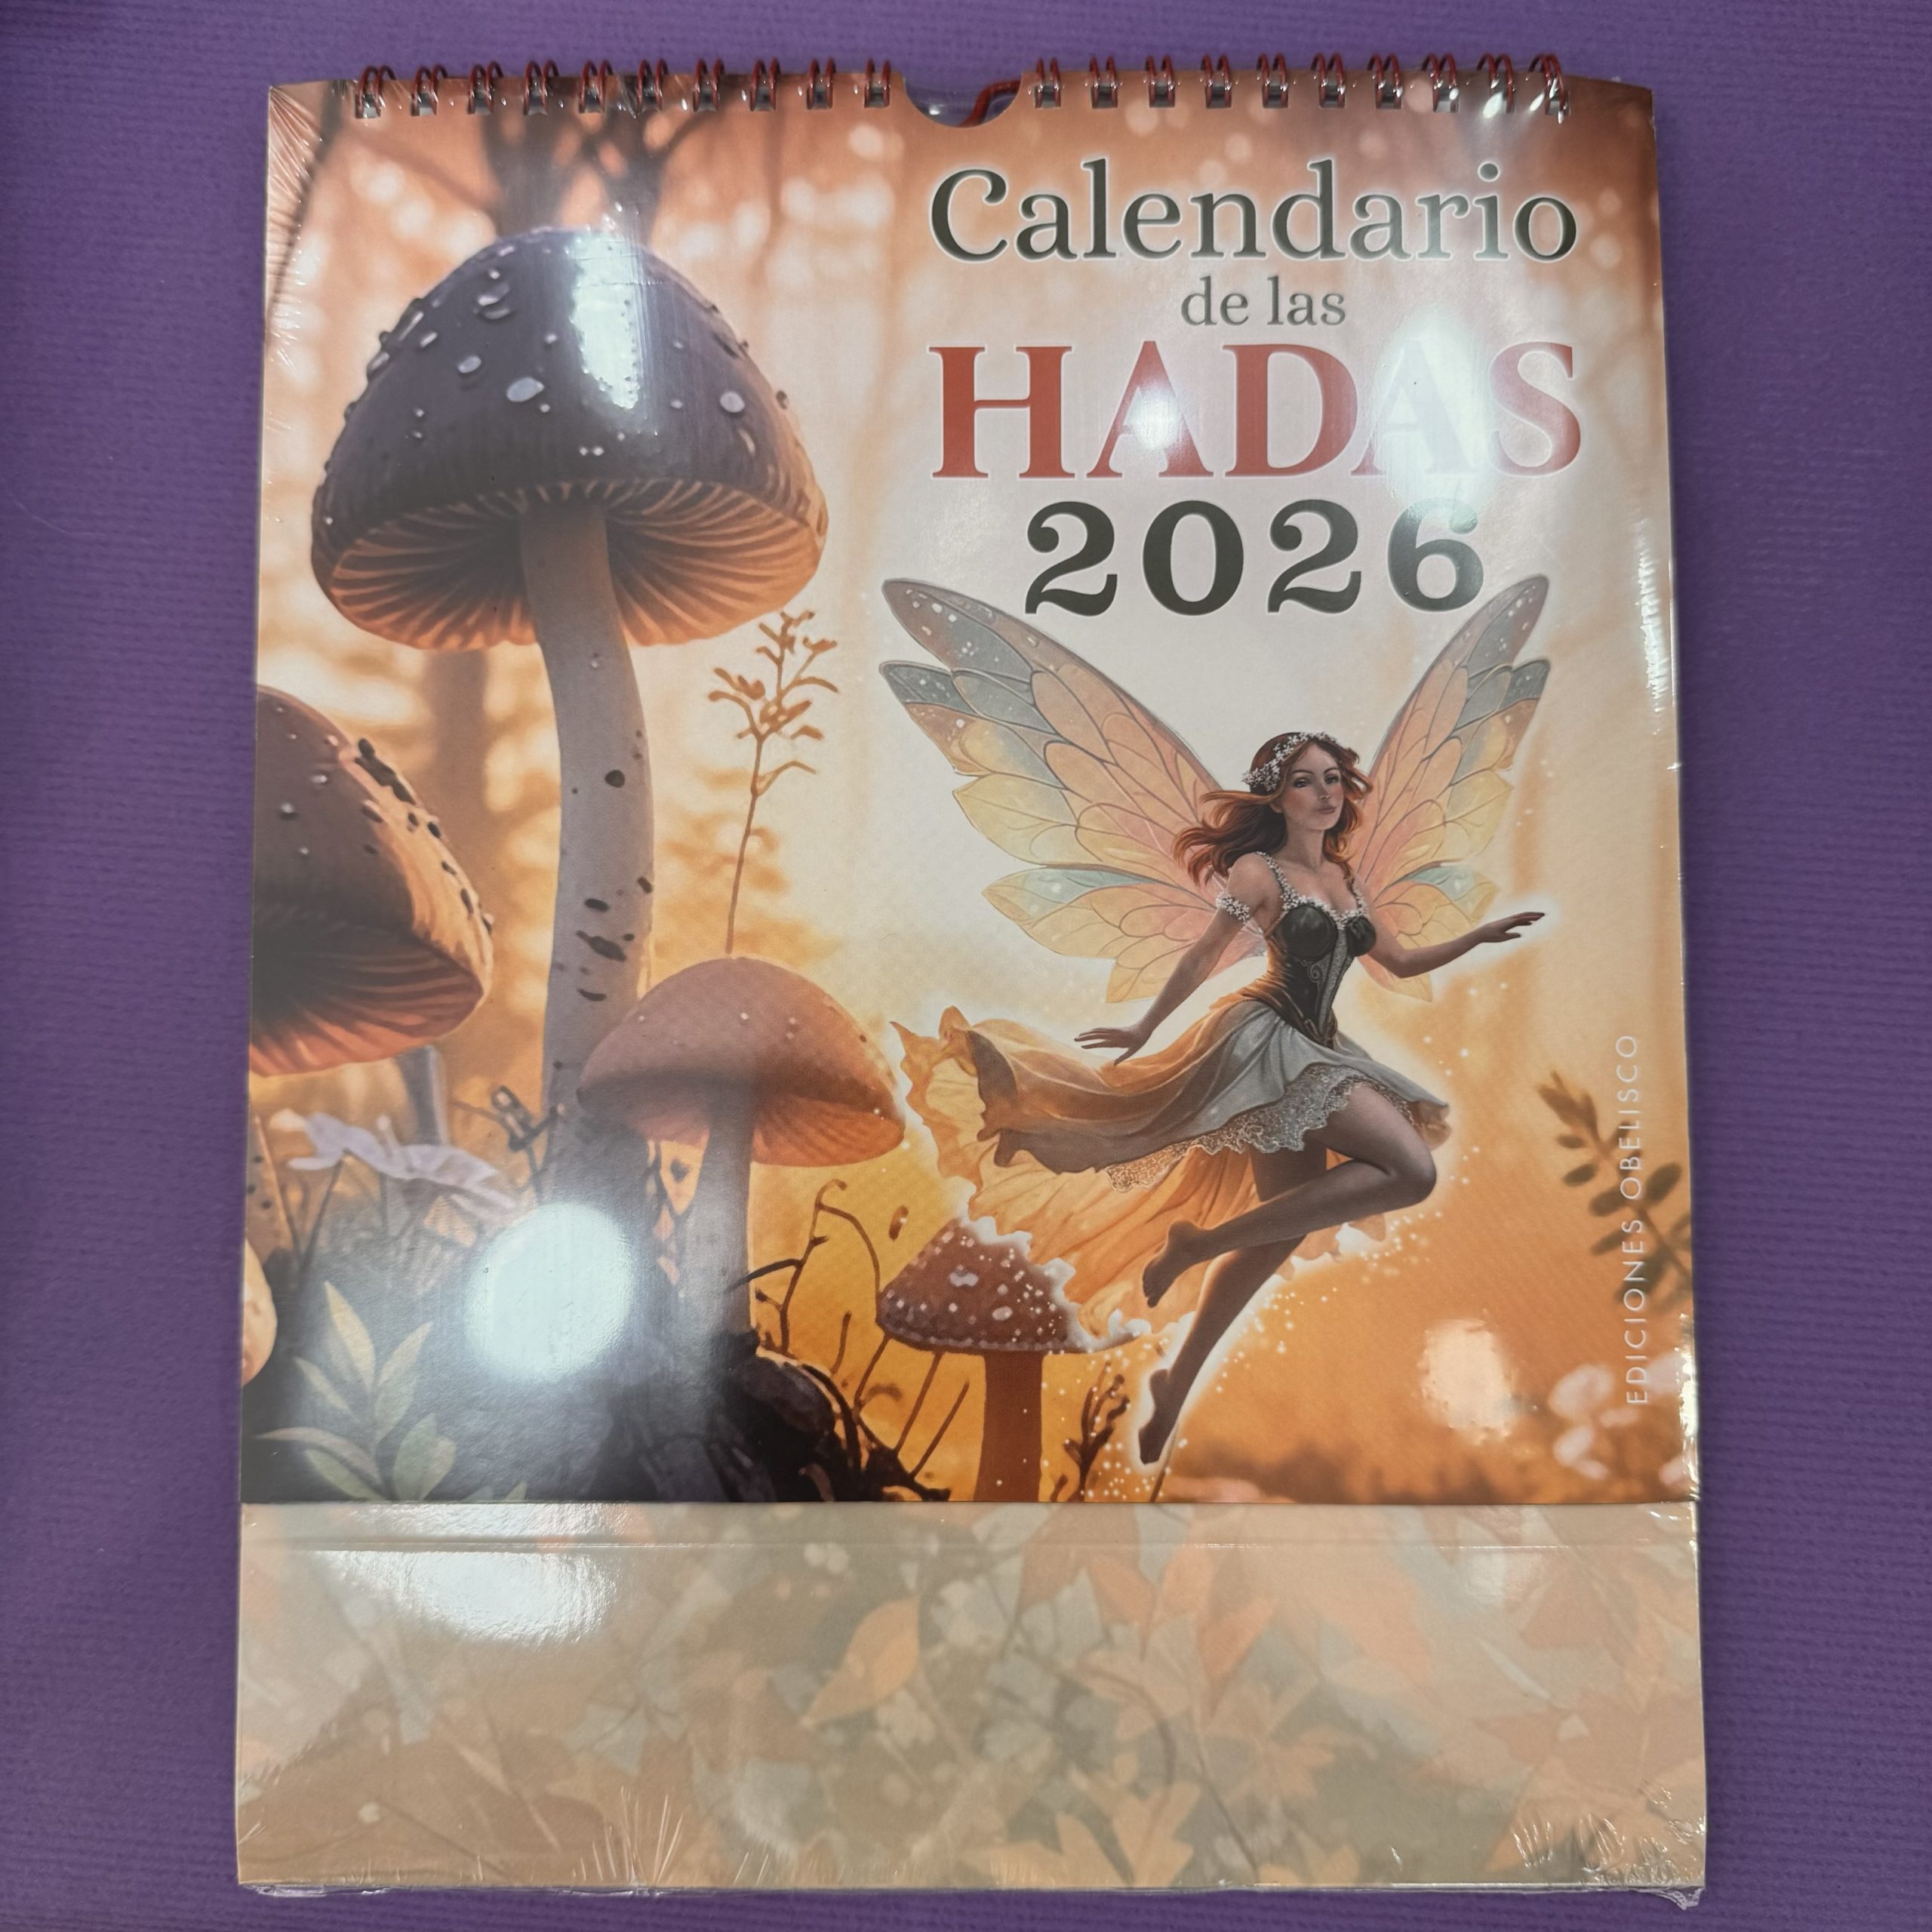 Calendario
de las
HADAS
2026
EDICIONES OBELISCO